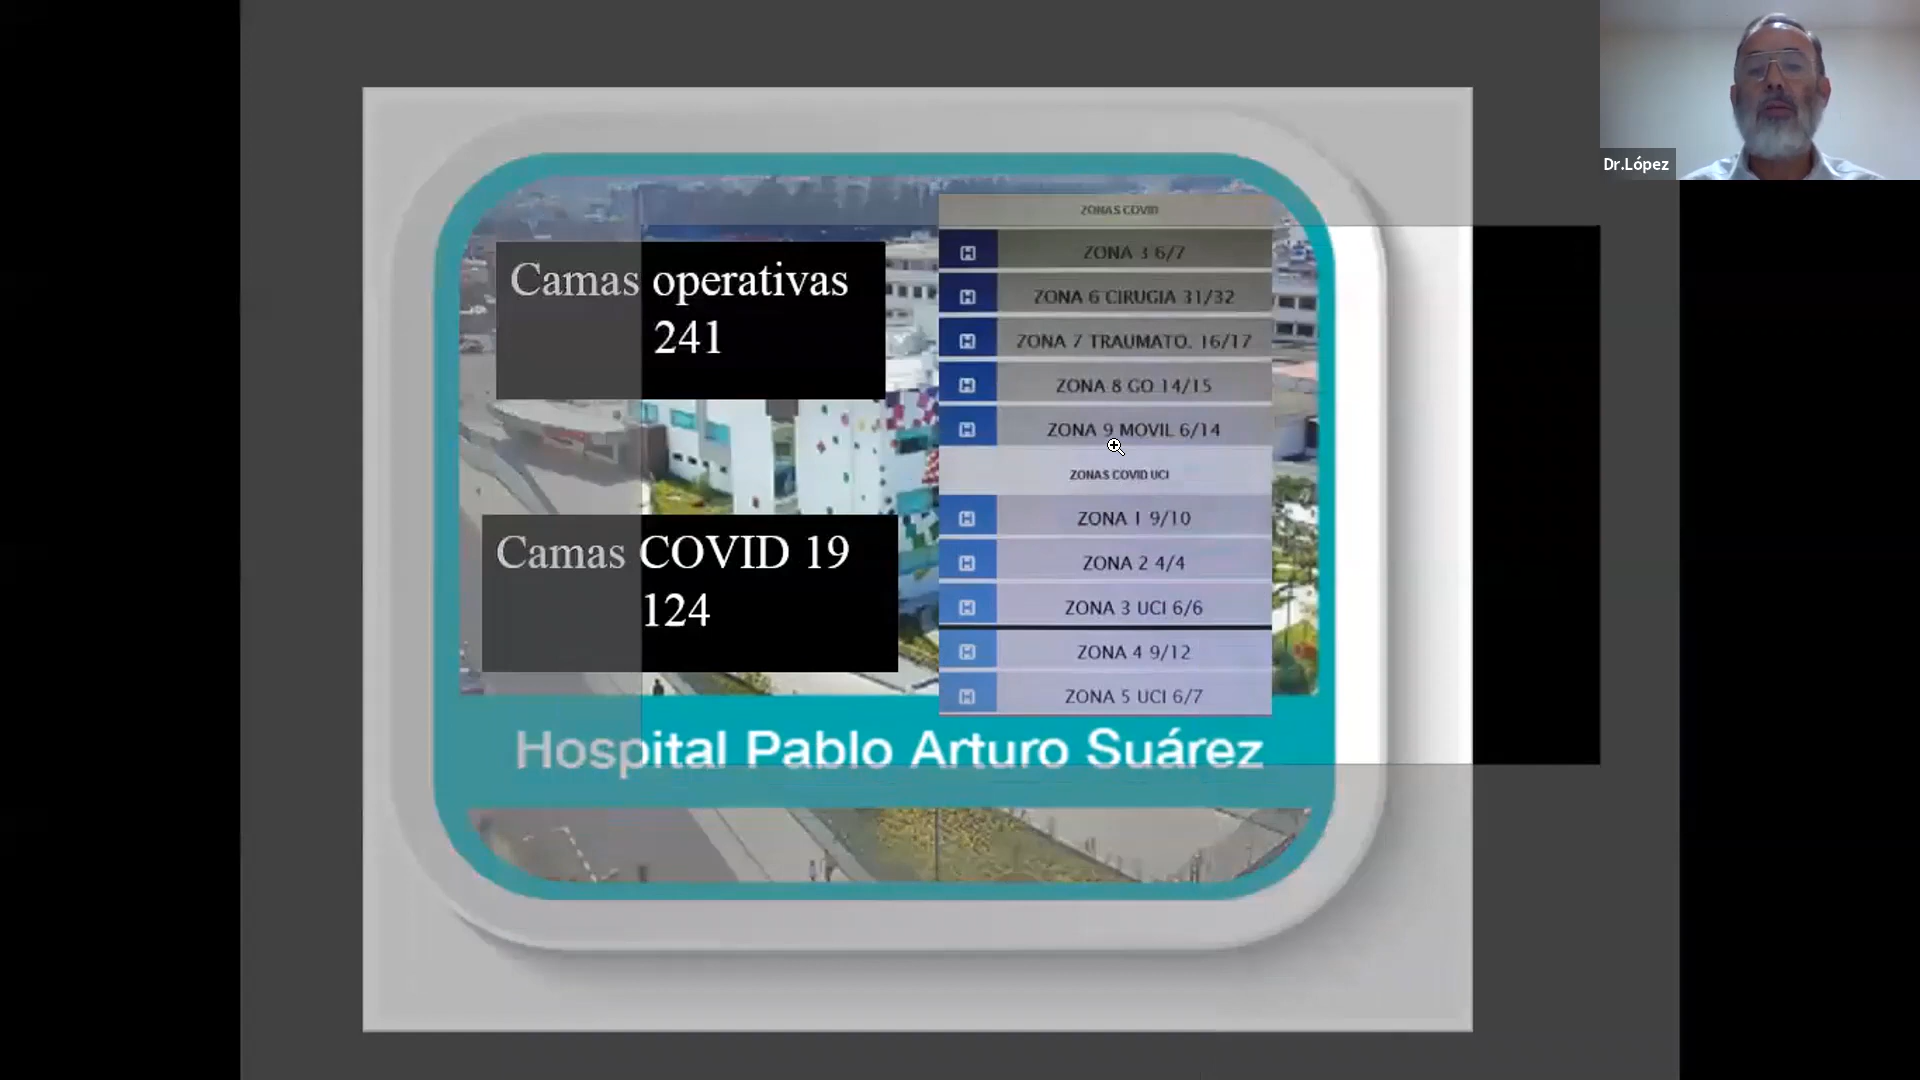 Dr.López
Camas operativas
241
Camas COVID 19
124
ZONAS COVID
ZONA 3 6/7
ZONA 6 CIRUGIA 31/32
ZONA 7 TRAUMATO. 16/17
ZONA 8 GO 14/15
ZONA 9 MOVIL 6/14
ZONAS COVID UCI
ZONA 1 9/10
ZONA 2 4/4
ZONA 3 UCI 6/6
ZONA 4 9/12
ZONA 5 UCI 6/7
Hospital Pablo Arturo Suárez